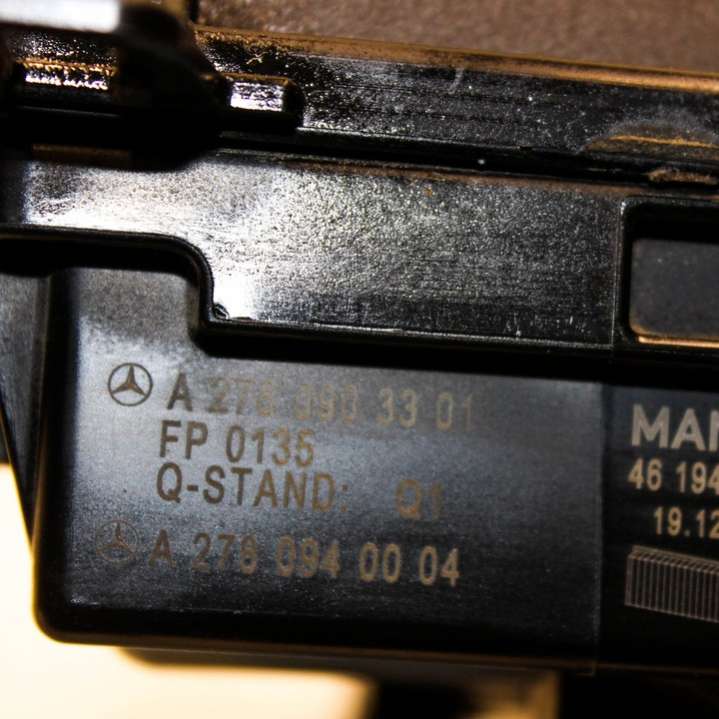 A 276 090 33 01
FP 0135
Q-STAND: Q1
A 276 094 00 04
MAN
46 194
19.12